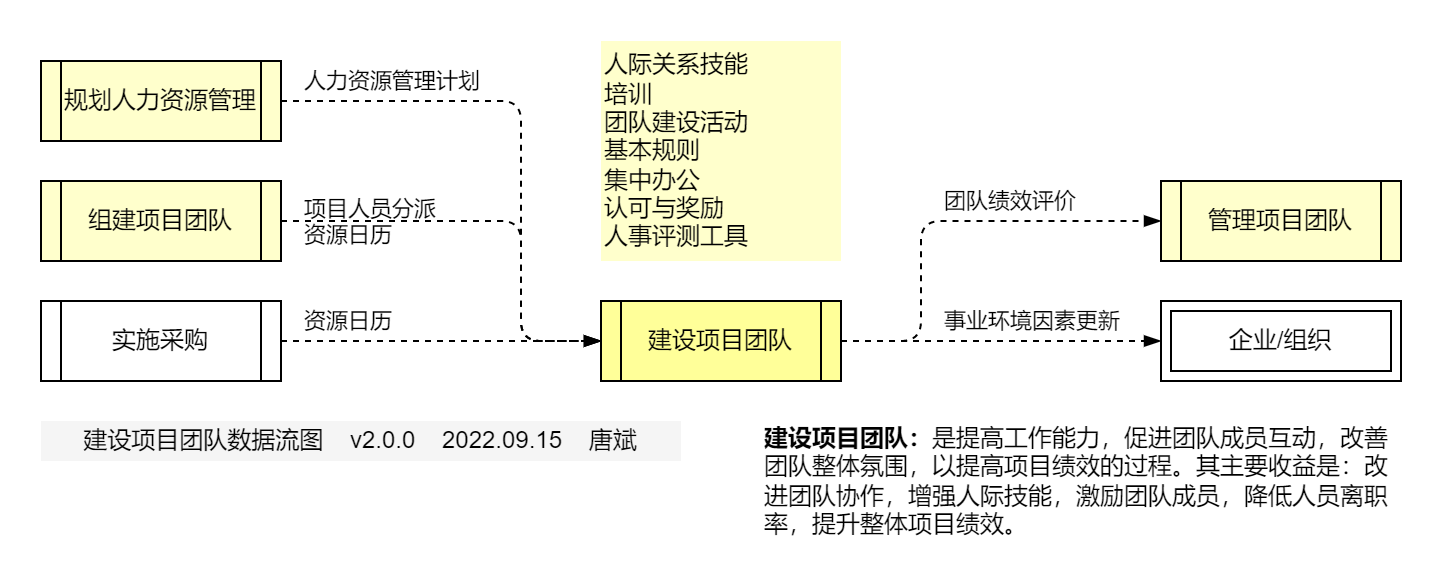 规划人力资源管理
人力资源管理计划
组建项目团队
项目人员分派
资源日历
实施采购
资源日历
人际关系技能
培训
团队建设活动
基本规则
集中办公
认可与奖励
人事评测工具
建设项目团队
团队绩效评价
管理项目团队
事业环境因素更新
企业/组织
建设项目团队数据流图 v2.0.0 2022.09.15 唐斌
建设项目团队：是提高工作能力，促进团队成员互动，改善
团队整体氛围，以提高项目绩效的过程。其主要收益是：改
进团队协作，增强人际技能，激励团队成员，降低人员离职
率，提升整体项目绩效。